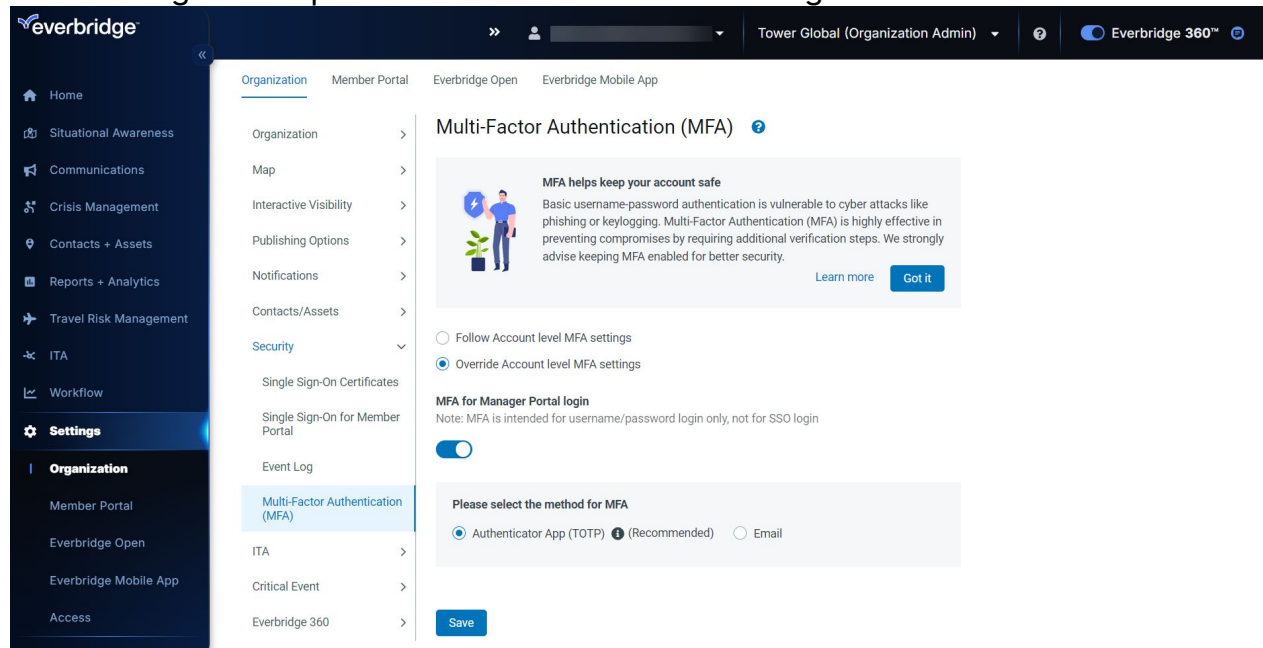 everbridge™
Tower Global (Organization Admin)
Everbridge 360™
Home
Situational Awareness
Communications
Crisis Management
Contacts + Assets
Reports + Analytics
Travel Risk Management
ITA
Workflow
Settings
Organization
Member Portal
Everbridge Open
Everbridge Mobile App
Access
Organization
Member Portal
Everbridge Open
Everbridge Mobile App
Organization
Map
Interactive Visibility
Publishing Options
Notifications
Contacts/Assets
Security
Single Sign-On Certificates
Single Sign-On for Member
Portal
Event Log
Multi-Factor Authentication
(MFA)
ITA
Critical Event
Everbridge 360
Multi-Factor Authentication (MFA)
MFA helps keep your account safe
Basic username-password authentication is vulnerable to cyber attacks like
phishing or keylogging. Multi-Factor Authentication (MFA) is highly effective in
preventing compromises by requiring additional verification steps. We strongly
advise keeping MFA enabled for better security.
Learn more
Got it
Follow Account level MFA settings
Override Account level MFA settings
MFA for Manager Portal login
Note: MFA is intended for username/password login only, not for SSO login
Please select the method for MFA
Authenticator App (TOTP) (Recommended)
Email
Save